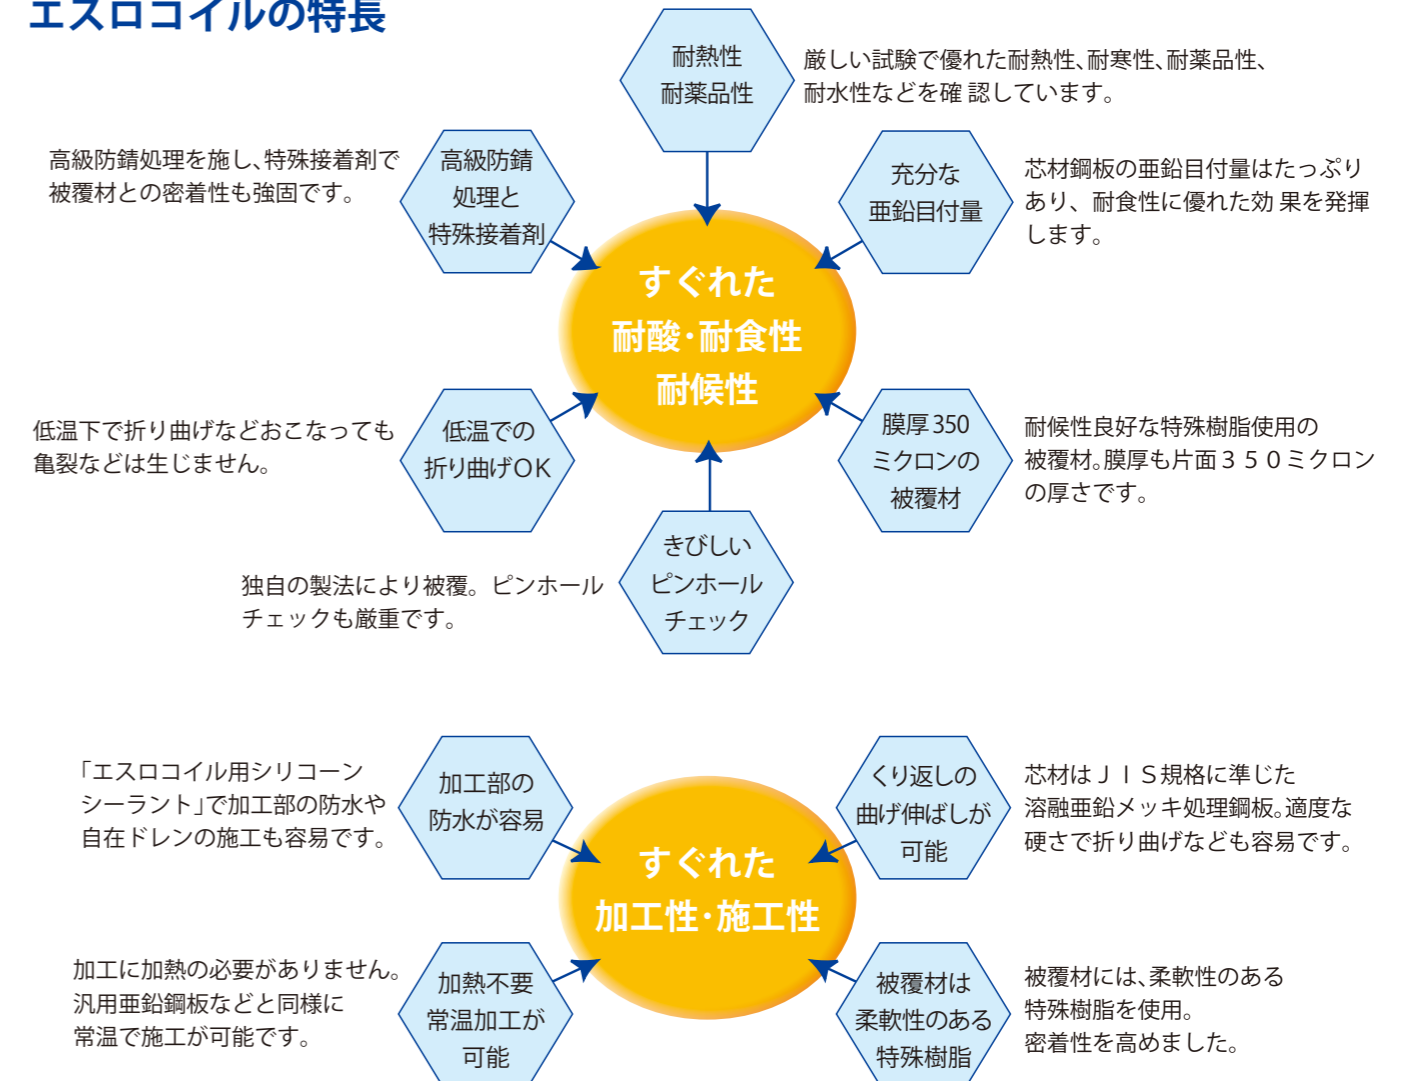 エスロコイルの特長
耐熱性
耐薬品性
厳しい試験で優れた耐熱性、耐寒性、耐薬品性、
耐水性などを確 認しています。
高級防錆処理を施し、特殊接着剤で
被覆材との密着性も強固です。
高級防錆
処理と
特殊接着剤
充分な
亜鉛目付量
芯材鋼板の亜鉛目付量はたっぷり
あり、耐食性に優れた効 果を発揮
します。
すぐれた
耐酸・耐食性
耐候性
低温下で折り曲げなどおこなっても
亀裂などは生じません。
低温での
折り曲げＯＫ
膜厚350
ミクロンの
被覆材
耐候性良好な特殊樹脂使用の
被覆材。膜厚も片面３５０ミクロン
の厚さです。
独自の製法により被覆。ピンホール
チェックも厳重です。
きびしい
ピンホール
チェック
「エスロコイル用シリコーン
シーラント」で加工部の防水や
自在ドレンの施工も容易です。
加工部の
防水が容易
くり返しの
曲げ伸ばしが
可能
芯材はＪＩＳ規格に準じた
溶融亜鉛メッキ処理鋼板。適度な
硬さで折り曲げなども容易です。
すぐれた
加工性・施工性
加工に加熱の必要がありません。
汎用亜鉛鋼板などと同様に
常温で施工が可能です。
加熱不要
常温加工が
可能
被覆材は
柔軟性のある
特殊樹脂
被覆材には、柔軟性のある
特殊樹脂を使用。
密着性を高めました。